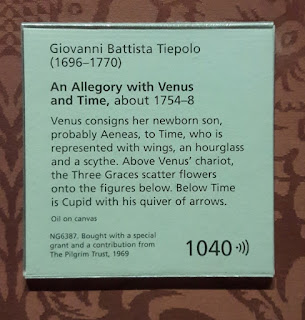 Giovanni Battista Tiepolo
(1696–1770)
An Allegory with Venus
and Time, about 1754–8
Venus consigns her newborn son,
probably Aeneas, to Time, who is
represented with wings, an hourglass
and a scythe. Above Venus' chariot,
the Three Graces scatter flowers
onto the figures below. Below Time
is Cupid with his quiver of arrows.
Oil on canvas
NG6387. Bought with a special
grant and a contribution from
The Pilgrim Trust, 1969
1040